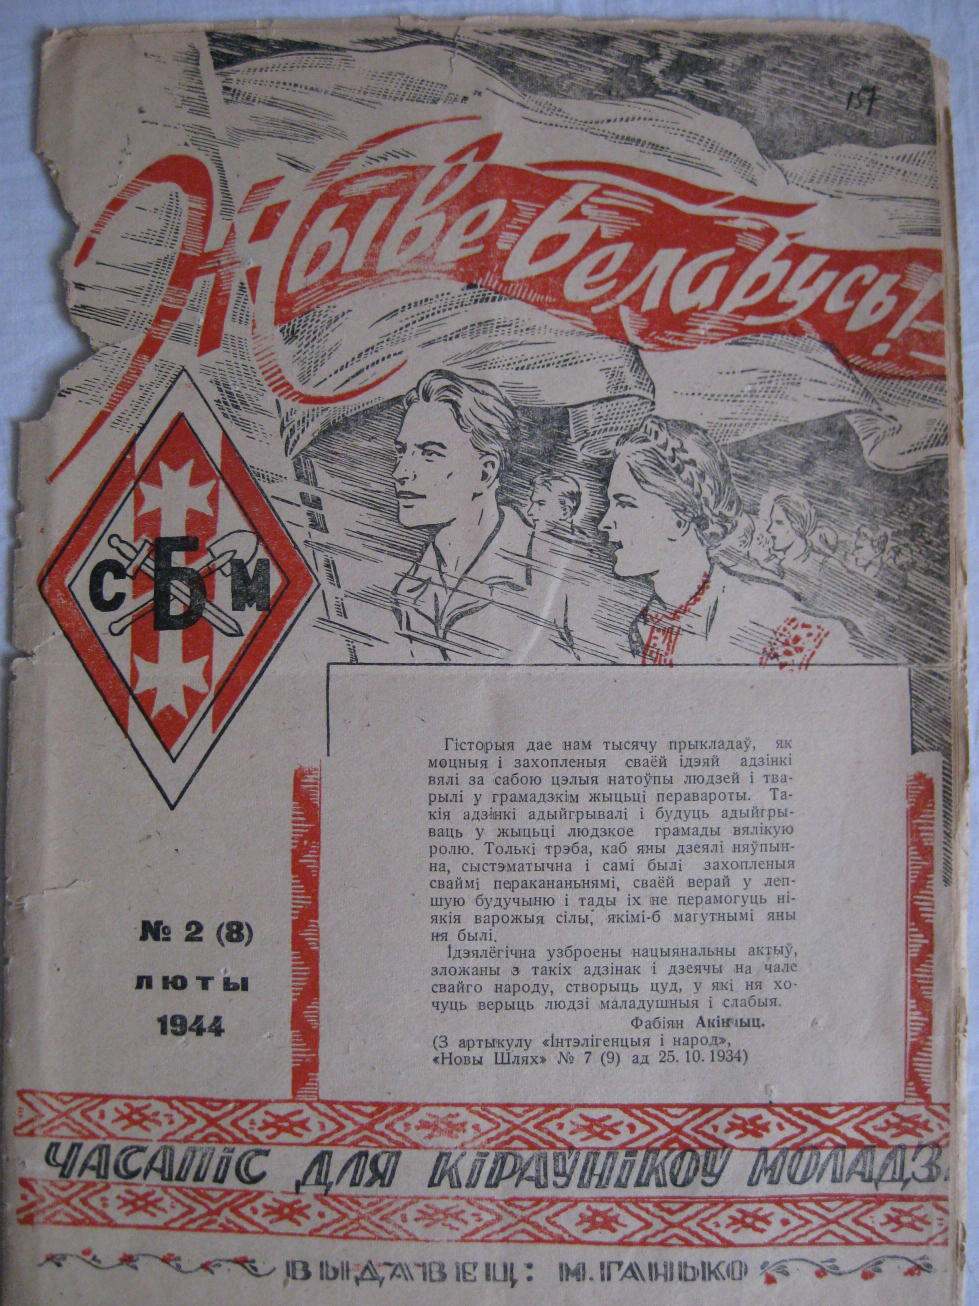 157
Жыве Беларусь!
СБМ
Гісторыя дае нам тысячу прыкладаў, як
моцныя і захопленыя сваёй ідэяй адзінкі
вялі за сабою цэлыя натоўпы людзей і тва-
рылі у грамадзкім жыцьці перавароты. Та-
кія адзінкі адыйгрывалі і будуць адыйгры-
ваць у жыцьці людзкое грамады вялікую
ролю. Толькі трэба, каб яны дзеялі няўпын-
на, сыстэматычна і самі былі захопленыя
сваймі перакананьнямі, сваёй верай у леп-
шую будучыню і тады іх не перамогуць ні-
якія варожыя сілы, якімі-б магутнымі яны
ня былі.
Ідэялёгічна узброены нацыянальны актыў,
зложаны з такіх адзінак і дзеячы на чале
свайго народу, створыць цуд, у які ня хо-
чуць верыць людзі маладушныя і слабыя.
Фабіян Акінчыц.
(З артыкулу «Інтэлігенцыя і народ»,
«Новы Шлях» № 7 (9) ад 25. 10. 1934)
№ 2 (8)
люты
1944
ЧАСАПІС ДЛЯ КІРАЎНІКОЎ МОЛАДЗ
ВЫДАВЕЦ: М. ГАНЬКО